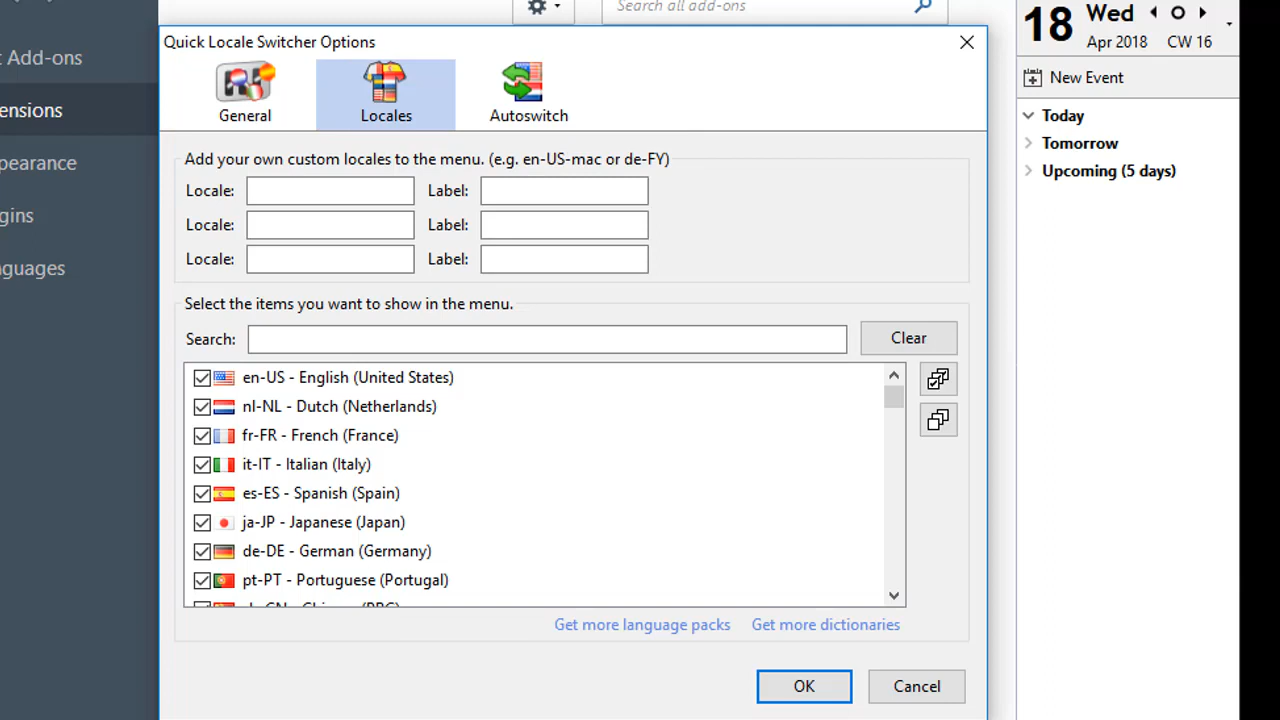 Search all add-ons
18 Wed
Apr 2018 CW 16
t Add-ons
ensions
pearance
gins
nguages
Quick Locale Switcher Options
General Locales Autoswitch
Add your own custom locales to the menu. (e.g. en-US-mac or de-FY)
Locale: Label:
Locale: Label:
Locale: Label:
Select the items you want to show in the menu.
Search: Clear
en-US - English (United States)
nl-NL - Dutch (Netherlands)
fr-FR - French (France)
it-IT - Italian (Italy)
es-ES - Spanish (Spain)
ja-JP - Japanese (Japan)
de-DE - German (Germany)
pt-PT - Portuguese (Portugal)
Get more language packs Get more dictionaries
OK Cancel
New Event
Today
Tomorrow
Upcoming (5 days)